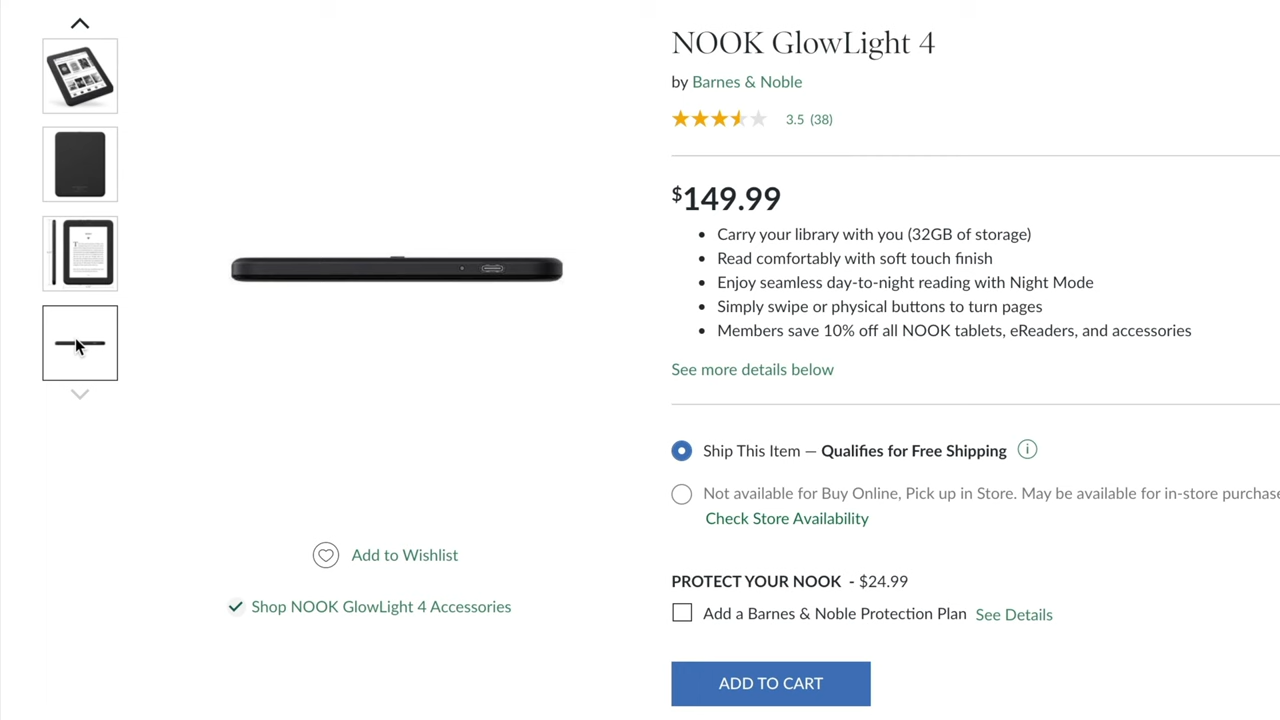 NOOK GlowLight 4
by Barnes & Noble
3.5 (38)
$149.99
• Carry your library with you (32GB of storage)
• Read comfortably with soft touch finish
• Enjoy seamless day-to-night reading with Night Mode
• Simply swipe or physical buttons to turn pages
• Members save 10% off all NOOK tablets, eReaders, and accessories
See more details below
Ship This Item — Qualifies for Free Shipping
Not available for Buy Online, Pick up in Store. May be available for in-store purchase
Check Store Availability
Add to Wishlist
Shop NOOK GlowLight 4 Accessories
PROTECT YOUR NOOK - $24.99
Add a Barnes & Noble Protection Plan See Details
ADD TO CART